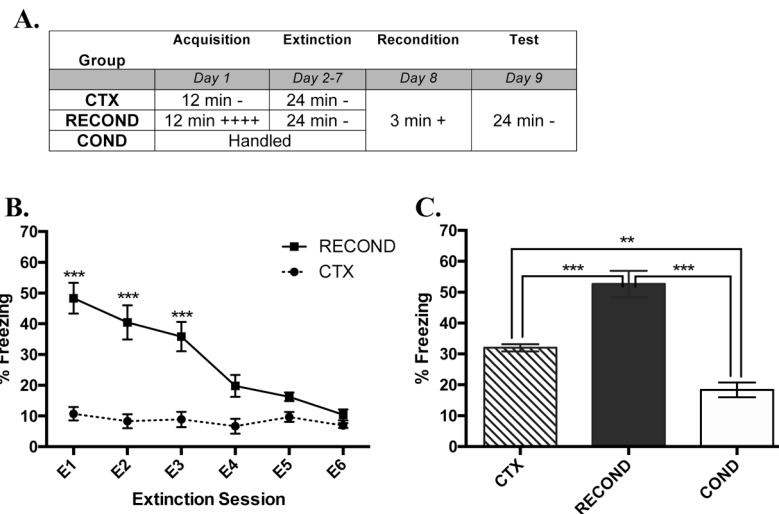 A.
Group Acquisition Extinction Recondition Test
Day 1 Day 2-7 Day 8 Day 9
CTX 12 min - 24 min - 3 min + 24 min -
RECOND 12 min ++++ 24 min -
COND Handled
B.
70
60
50
40
30
20
10
0
% Freezing
***
***
***
RECOND
CTX
E1 E2 E3 E4 E5 E6
Extinction Session
C.
70
60
50
40
30
20
10
0
% Freezing
**
*** ***
CTX RECOND COND